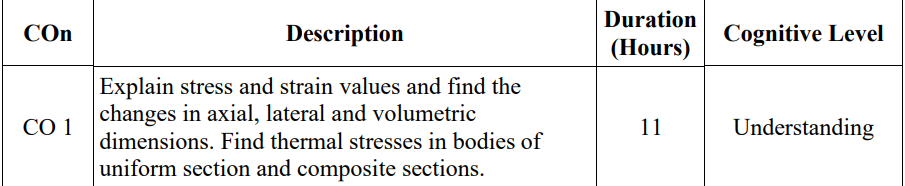 COn Description Duration (Hours) Cognitive Level
CO 1 Explain stress and strain values and find the
changes in axial, lateral and volumetric
dimensions. Find thermal stresses in bodies of
uniform section and composite sections.
11 Understanding